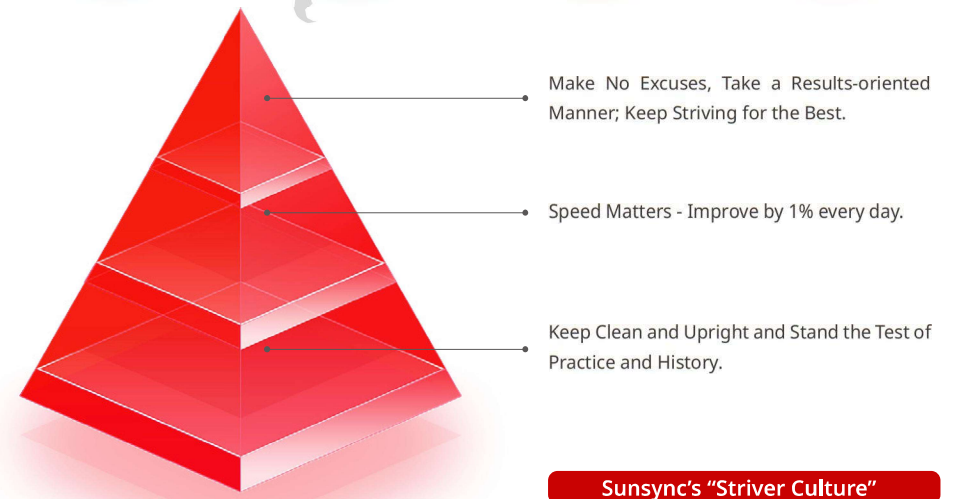 Make No Excuses, Take a Results-oriented
Manner; Keep Striving for the Best.
Speed Matters - Improve by 1% every day.
Keep Clean and Upright and Stand the Test of
Practice and History.
Sunsync's “Striver Culture”